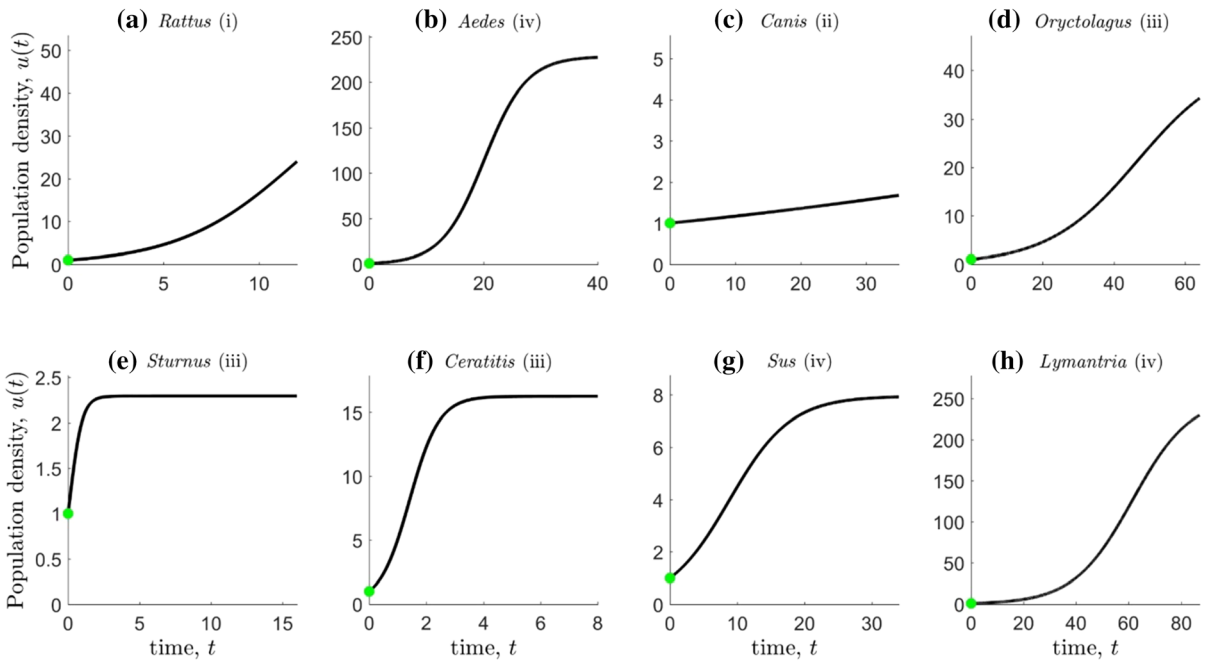 (a) Rattus (i)
(b) Aedes (iv)
(c) Canis (ii)
(d) Oryctolagus (iii)
Population density, u(t)
50
40
30
20
10
0
0 5 10
250
200
150
100
50
0
0 20 40
5
4
3
2
1
0
0 10 20 30
40
30
20
10
0
0 20 40 60
(e) Sturnus (iii)
(f) Ceratitis (iii)
(g) Sus (iv)
(h) Lymantria (iv)
Population density, u(t)
2.5
2
1.5
1
0.5
0
0 5 10 15
time, t
15
10
5
0
0 2 4 6 8
time, t
8
6
4
2
0
0 10 20 30
time, t
250
200
150
100
50
0
0 20 40 60 80
time, t